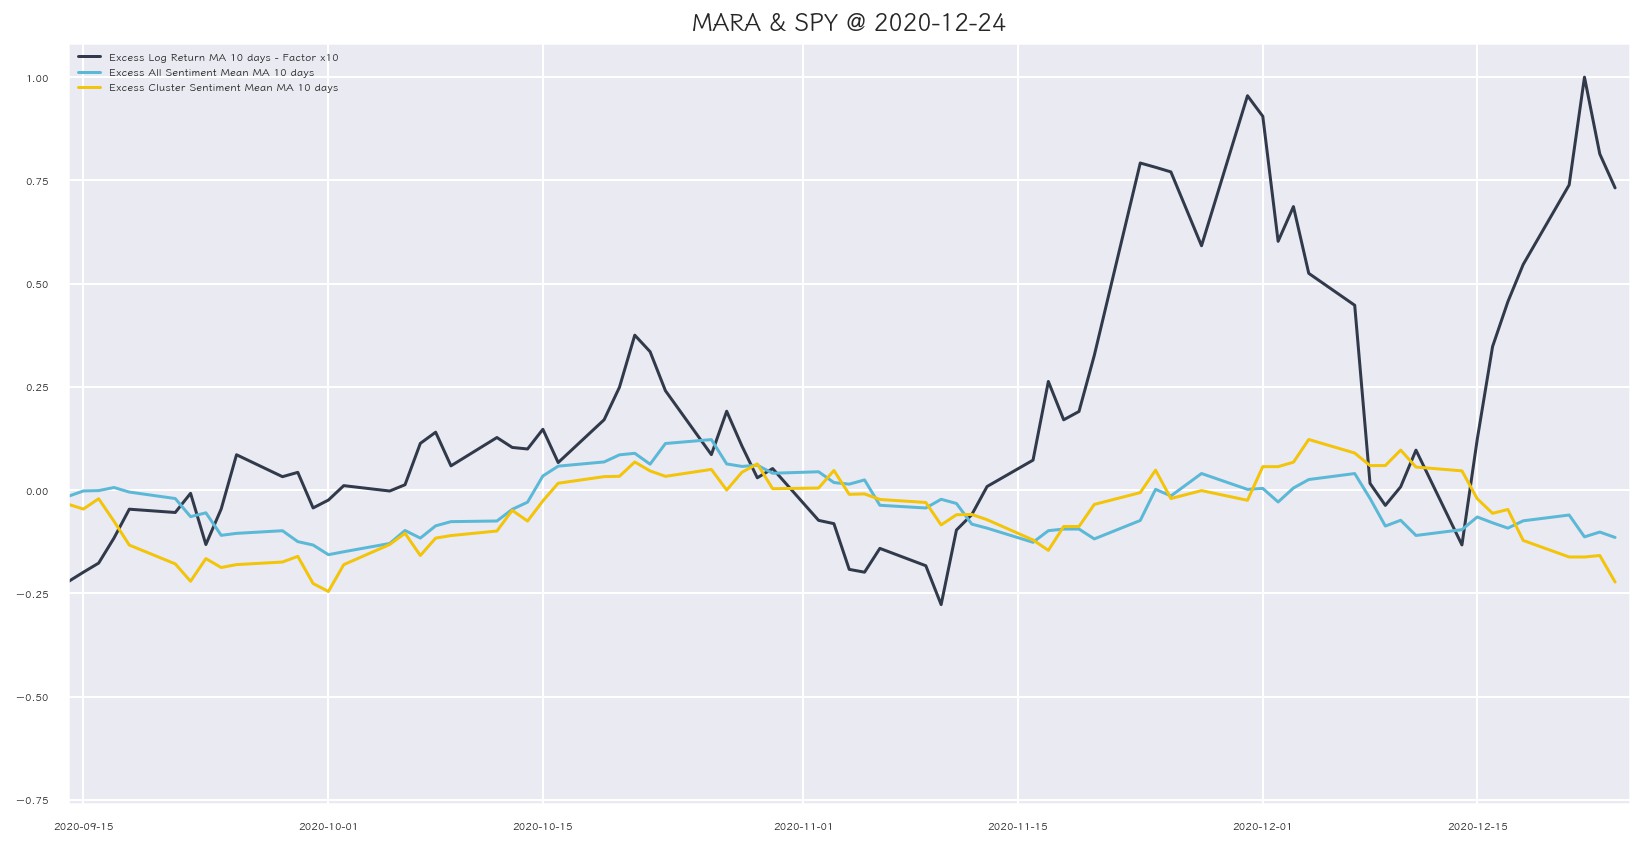 MARA & SPY @ 2020-12-24
Excess Log Return MA 10 days - Factor x10
Excess All Sentiment Mean MA 10 days
Excess Cluster Sentiment Mean MA 10 days
1.00
0.75
0.50
0.25
0.00
−0.25
−0.50
−0.75
2020-09-15 2020-10-01 2020-10-15 2020-11-01 2020-11-15 2020-12-01 2020-12-15